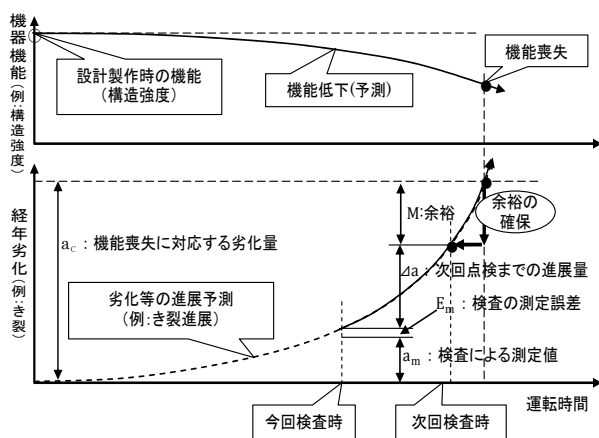 機器機能(例:構造強度)
設計製作時の機能
(構造強度)
機能低下(予測)
機能喪失
経年劣化(例:き裂)
M:余裕
余裕の
確保
ac:機能喪失に対応する劣化量
⊿a:次回点検までの進展量
劣化等の進展予測
(例:き裂進展)
Em:検査の測定誤差
am:検査による測定値
運転時間
今回検査時
次回検査時